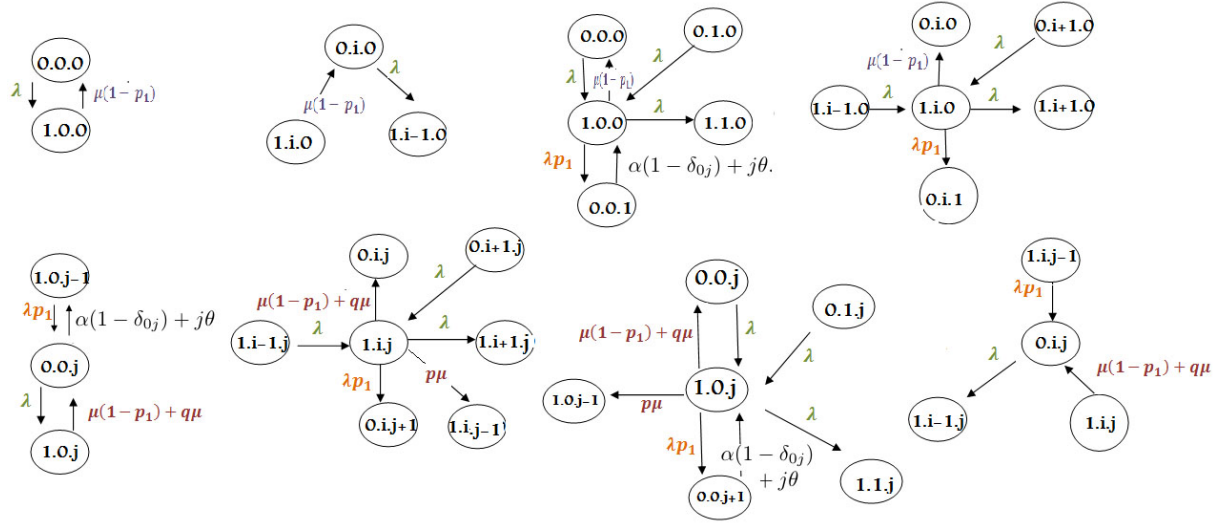 0.0.0
λ
μ(1- p₁)
1.0.0
0.i.0
λ
μ(1- p₁)
1.i.0
1.i-1.0
0.0.0
0.1.0
λ
μ(1- p₁)
λ
1.0.0
λ
1.1.0
λp₁
α(1 − δ₀ⱼ) + jθ.
0.0.1
0.i.0
0.i+1.0
λ
μ(1- p₁)
1.i-1.0
λ
1.i.0
λ
1.i+1.0
λp₁
0.i.1
1.0.j-1
λp₁
α(1 − δ₀ⱼ) + jθ
0.0.j
λ
μ(1-p₁) + qμ
1.0.j
0.i.j
0.i+1.j
λ
μ(1-p₁) + qμ
1.i-1.j
λ
1.i.j
λ
1.i+1.j
λp₁
pμ
0.i.j+1
1.i.j-1
0.0.j
0.1.j
μ(1-p₁) + qμ
λ
λ
1.0.j-1
pμ
1.0.j
λ
λp₁
α(1 − δ₀ⱼ)
+ jθ
0.0.j+1
1.1.j
1.i.j-1
λp₁
0.i.j
λ
μ(1-p₁) + qμ
1.i-1.j
1.i.j